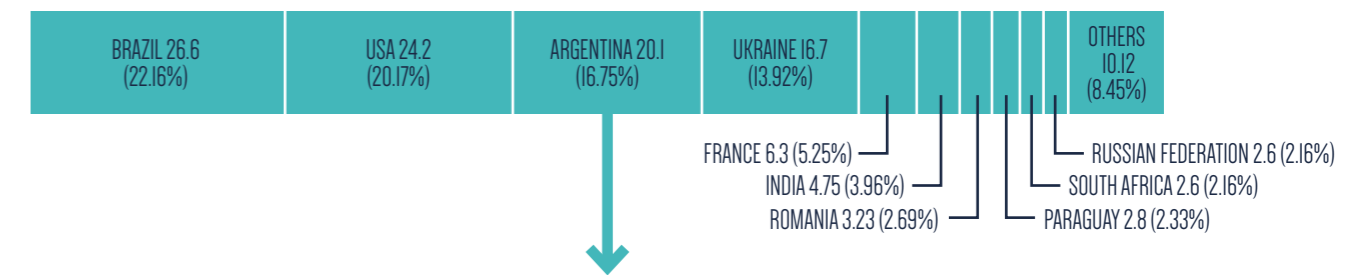 BRAZIL 26.6
(22.16%)
USA 24.2
(20.17%)
ARGENTINA 20.1
(16.75%)
UKRAINE 16.7
(13.92%)
OTHERS
10.12
(8.45%)
FRANCE 6.3 (5.25%)
INDIA 4.75 (3.96%)
ROMANIA 3.23 (2.69%)
RUSSIAN FEDERATION 2.6 (2.16%)
SOUTH AFRICA 2.6 (2.16%)
PARAGUAY 2.8 (2.33%)